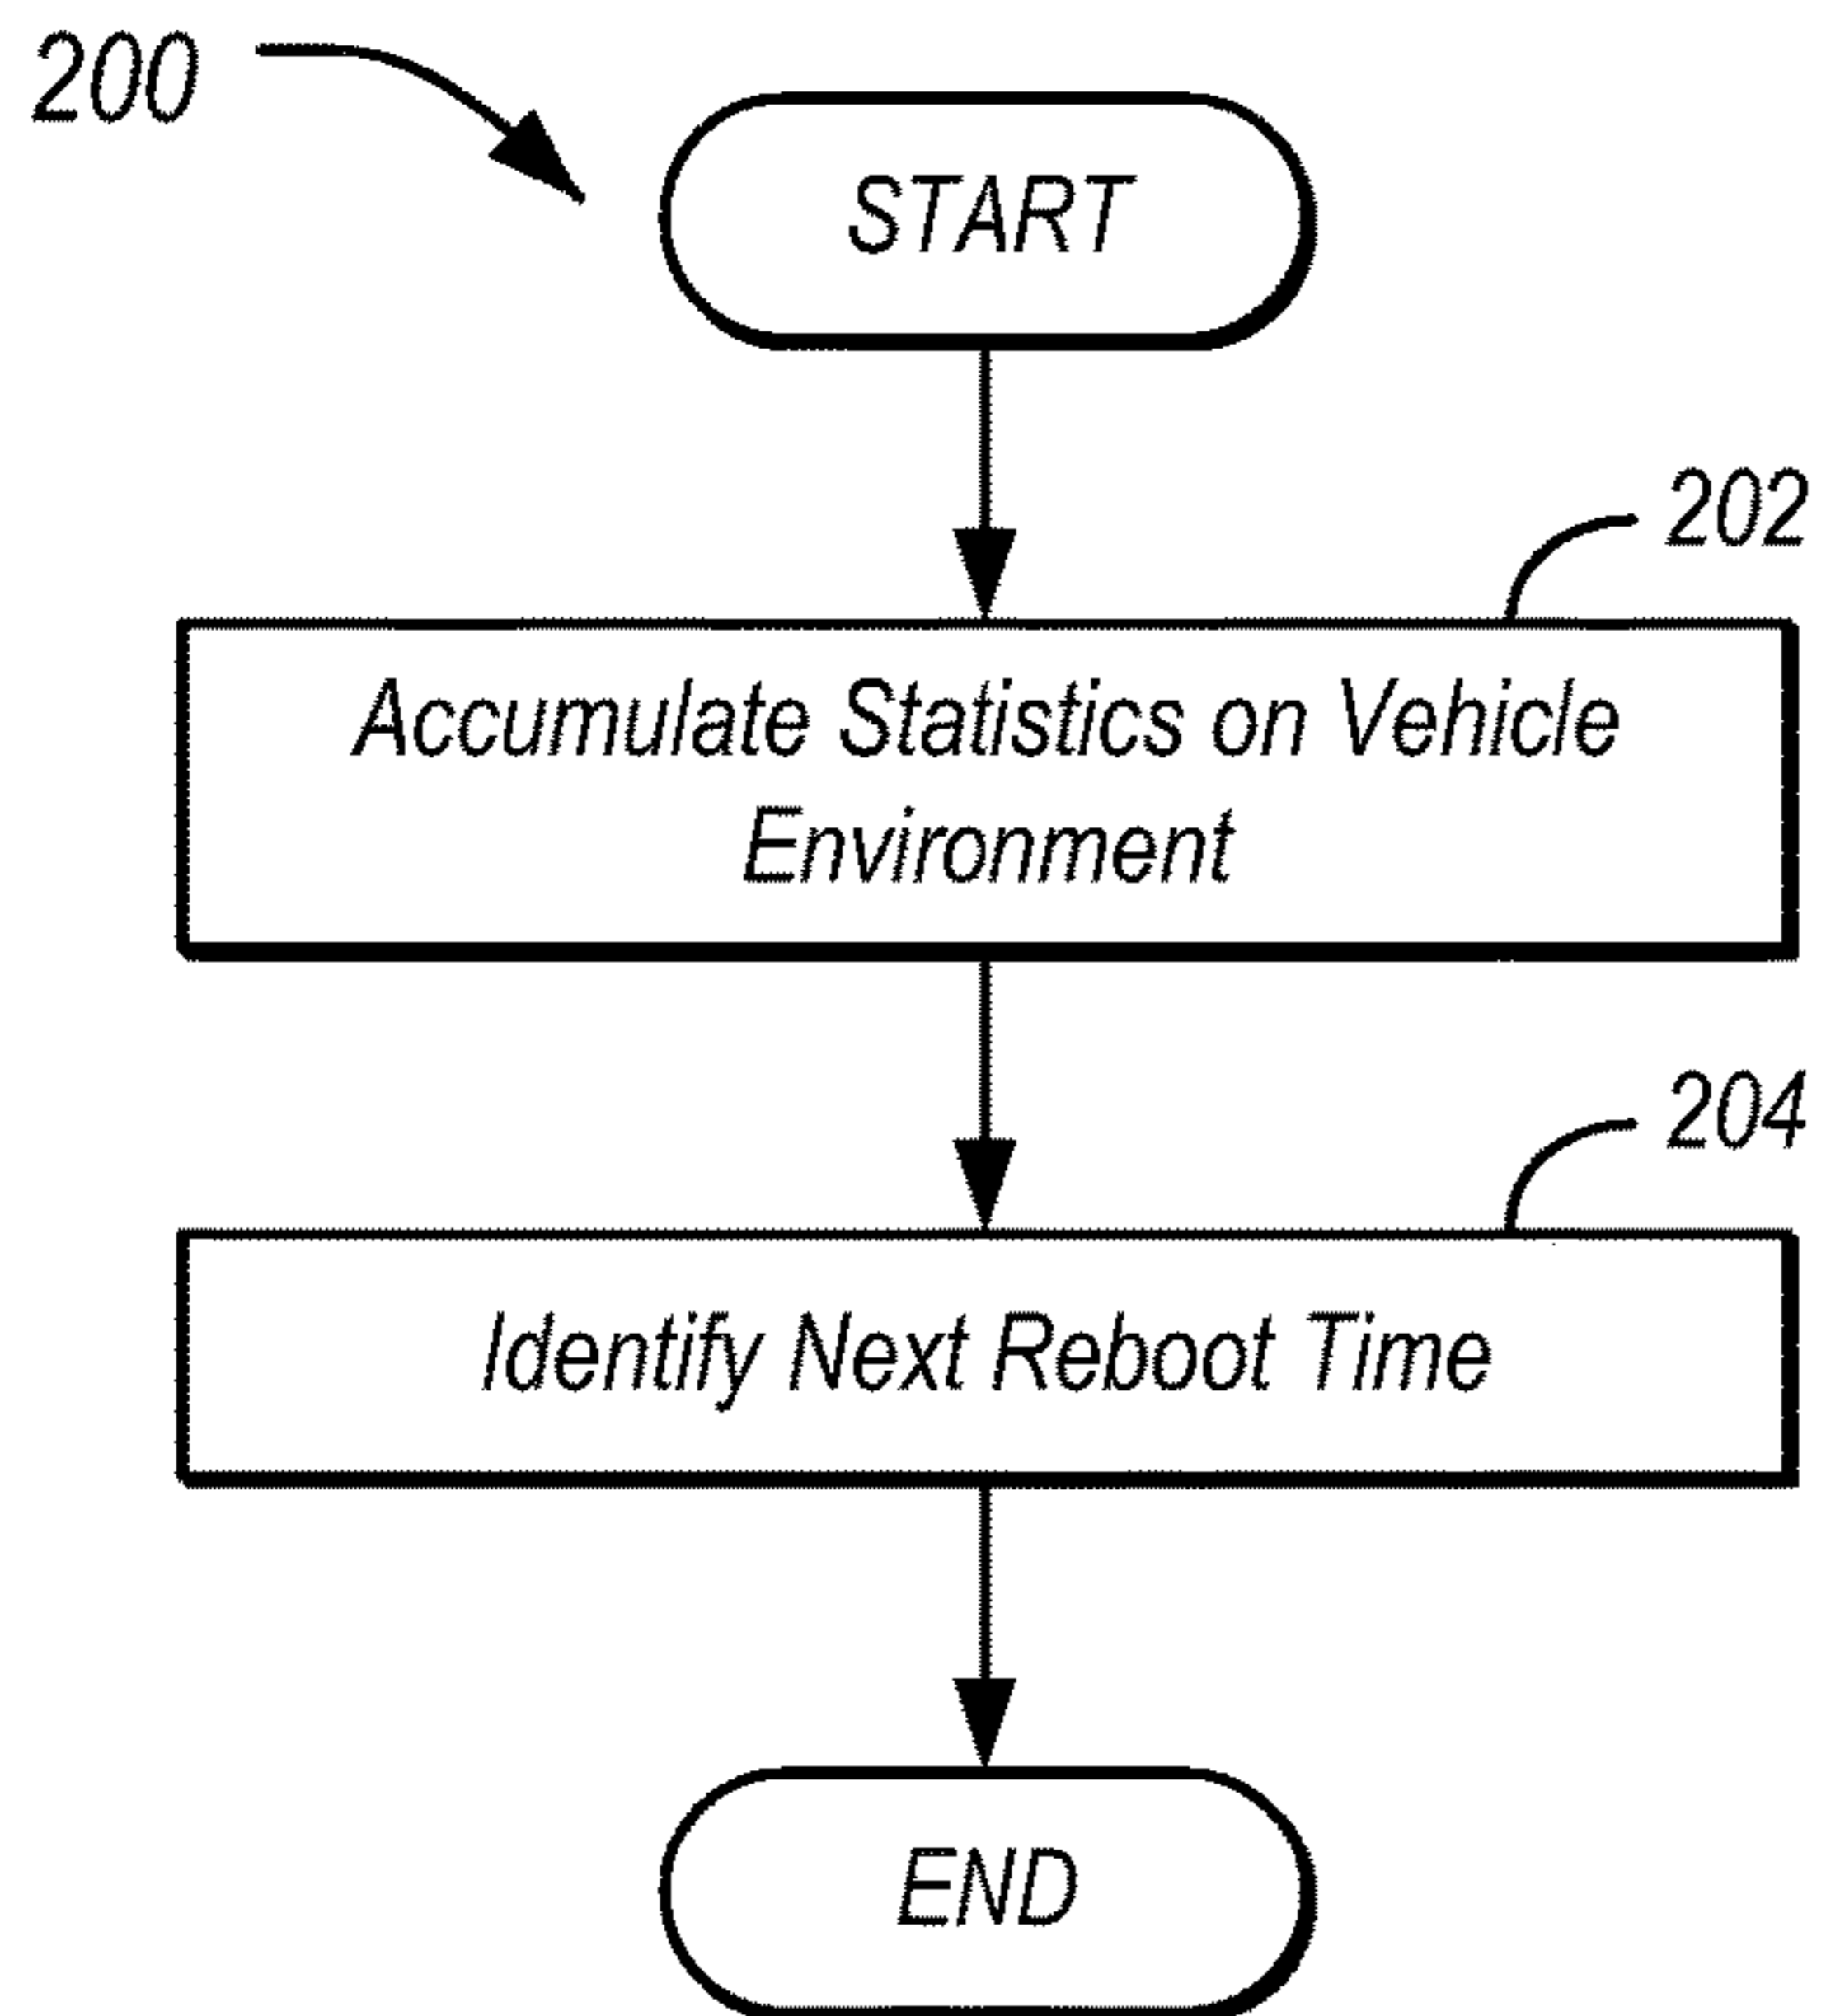 200
START
202
Accumulate Statistics on Vehicle
Environment
204
Identify Next Reboot Time
END